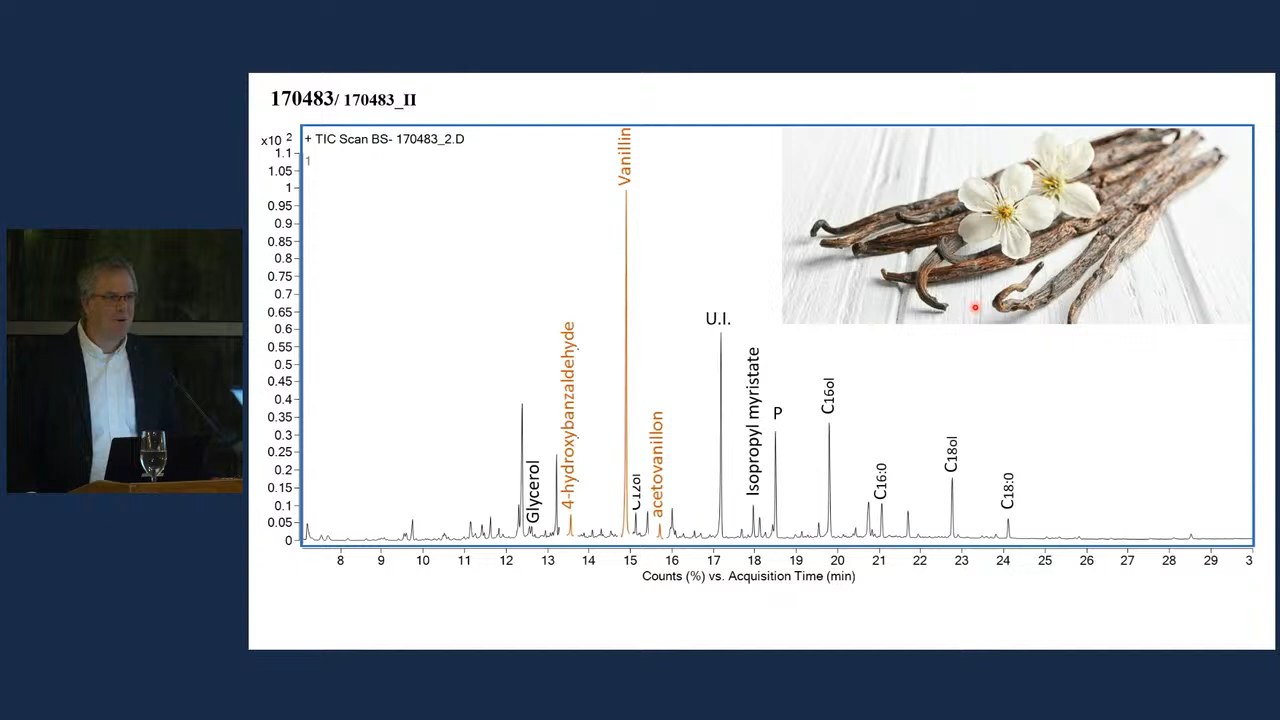 170483/ 170483_II
x10 2
+ TIC Scan BS- 170483_2.D
1
1.1
1.05
1
0.95
0.9
0.85
0.8
0.75
0.7
0.65
0.6
0.55
0.5
0.45
0.4
0.35
0.3
0.25
0.2
0.15
0.1
0.05
0
Glycerol
4-hydroxybanzaldehyde
Vanillin
C12ol
acetovanillon
U.I.
Isopropyl myristate
P
C16ol
C16:0
C18ol
C18:0
8 9 10 11 12 13 14 15 16 17 18 19 20 21 22 23 24 25 26 27 28 29 3
Counts (%) vs. Acquisition Time (min)